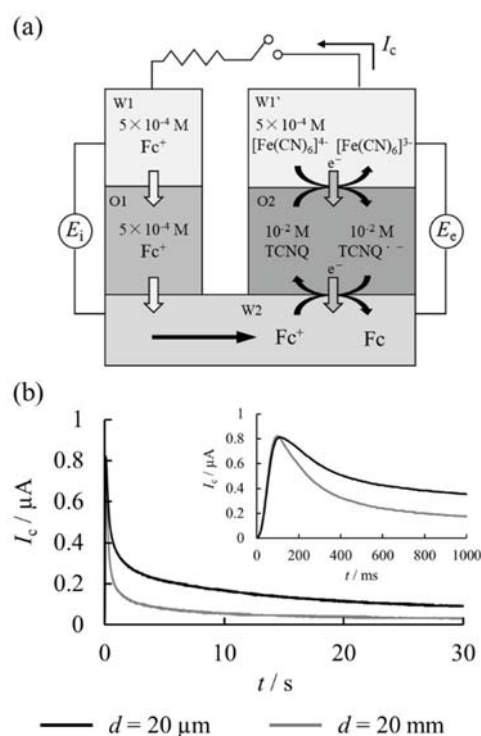 (a)
I_c
W1
5 × 10⁻⁴ M
Fc⁺
O1
5 × 10⁻⁴ M
Fc⁺
E_i
W1'
5 × 10⁻⁴ M
[Fe(CN)₆]⁴⁻ [Fe(CN)₆]³⁻
e⁻
O2
10⁻² M 10⁻² M
TCNQ TCNQ·⁻
e⁻
E_e
W2
Fc⁺ Fc
(b)
I_c / μA
1
0.8
0.6
0.4
0.2
0
0 10 20 30
t / s
I_c / μA
1
0.8
0.6
0.4
0.2
0
0 200 400 600 800 1000
t / ms
d = 20 μm d = 20 mm